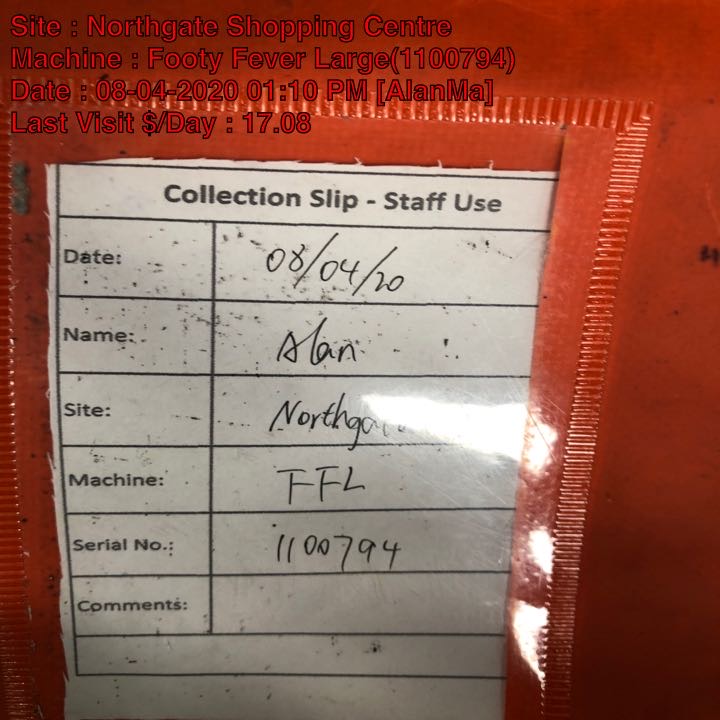 Site : Northgate Shopping Centre
Machine : Footy Fever Large(1100794)
Date : 08-04-2020 01:10 PM [AlanMa]
Last Visit $/Day : 17.08
Collection Slip - Staff Use
Date: 08/04/20
Name: Alan
Site:
Machine: FFL
Serial No.: 1100794
Comments: